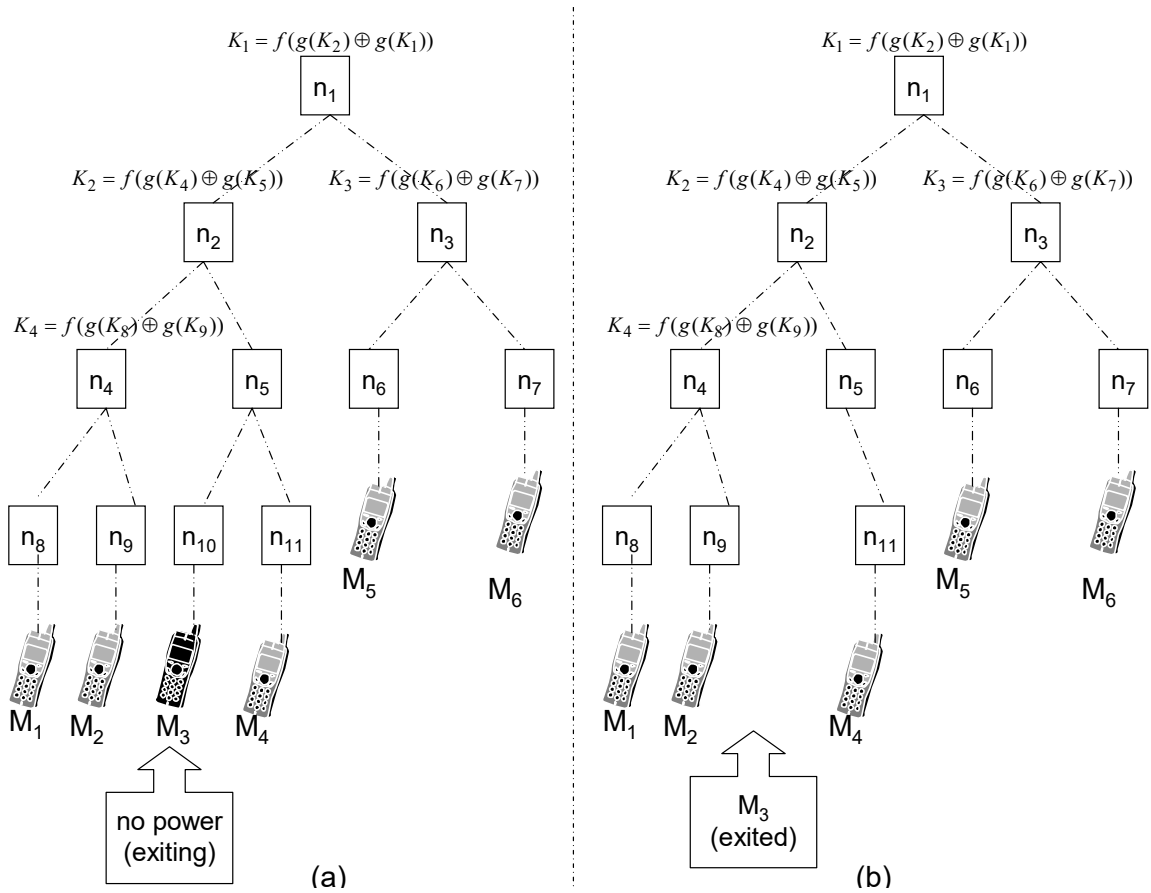 K₁ = f(g(K₂) ⊕ g(K₁))
n₁
K₂ = f(g(K₄) ⊕ g(K₅))
K₃ = f(g(K₆) ⊕ g(K₇))
n₂
n₃
K₄ = f(g(K₈) ⊕ g(K₉))
n₄
n₅
n₆
n₇
n₈
n₉
n₁₀
n₁₁
M₅
M₆
M₁
M₂
M₃
M₄
no power
(exiting)
(a)
K₁ = f(g(K₂) ⊕ g(K₁))
n₁
K₂ = f(g(K₄) ⊕ g(K₅))
K₃ = f(g(K₆) ⊕ g(K₇))
n₂
n₃
K₄ = f(g(K₈) ⊕ g(K₉))
n₄
n₅
n₆
n₇
n₈
n₉
n₁₁
M₅
M₆
M₁
M₂
M₄
M₃
(exited)
(b)